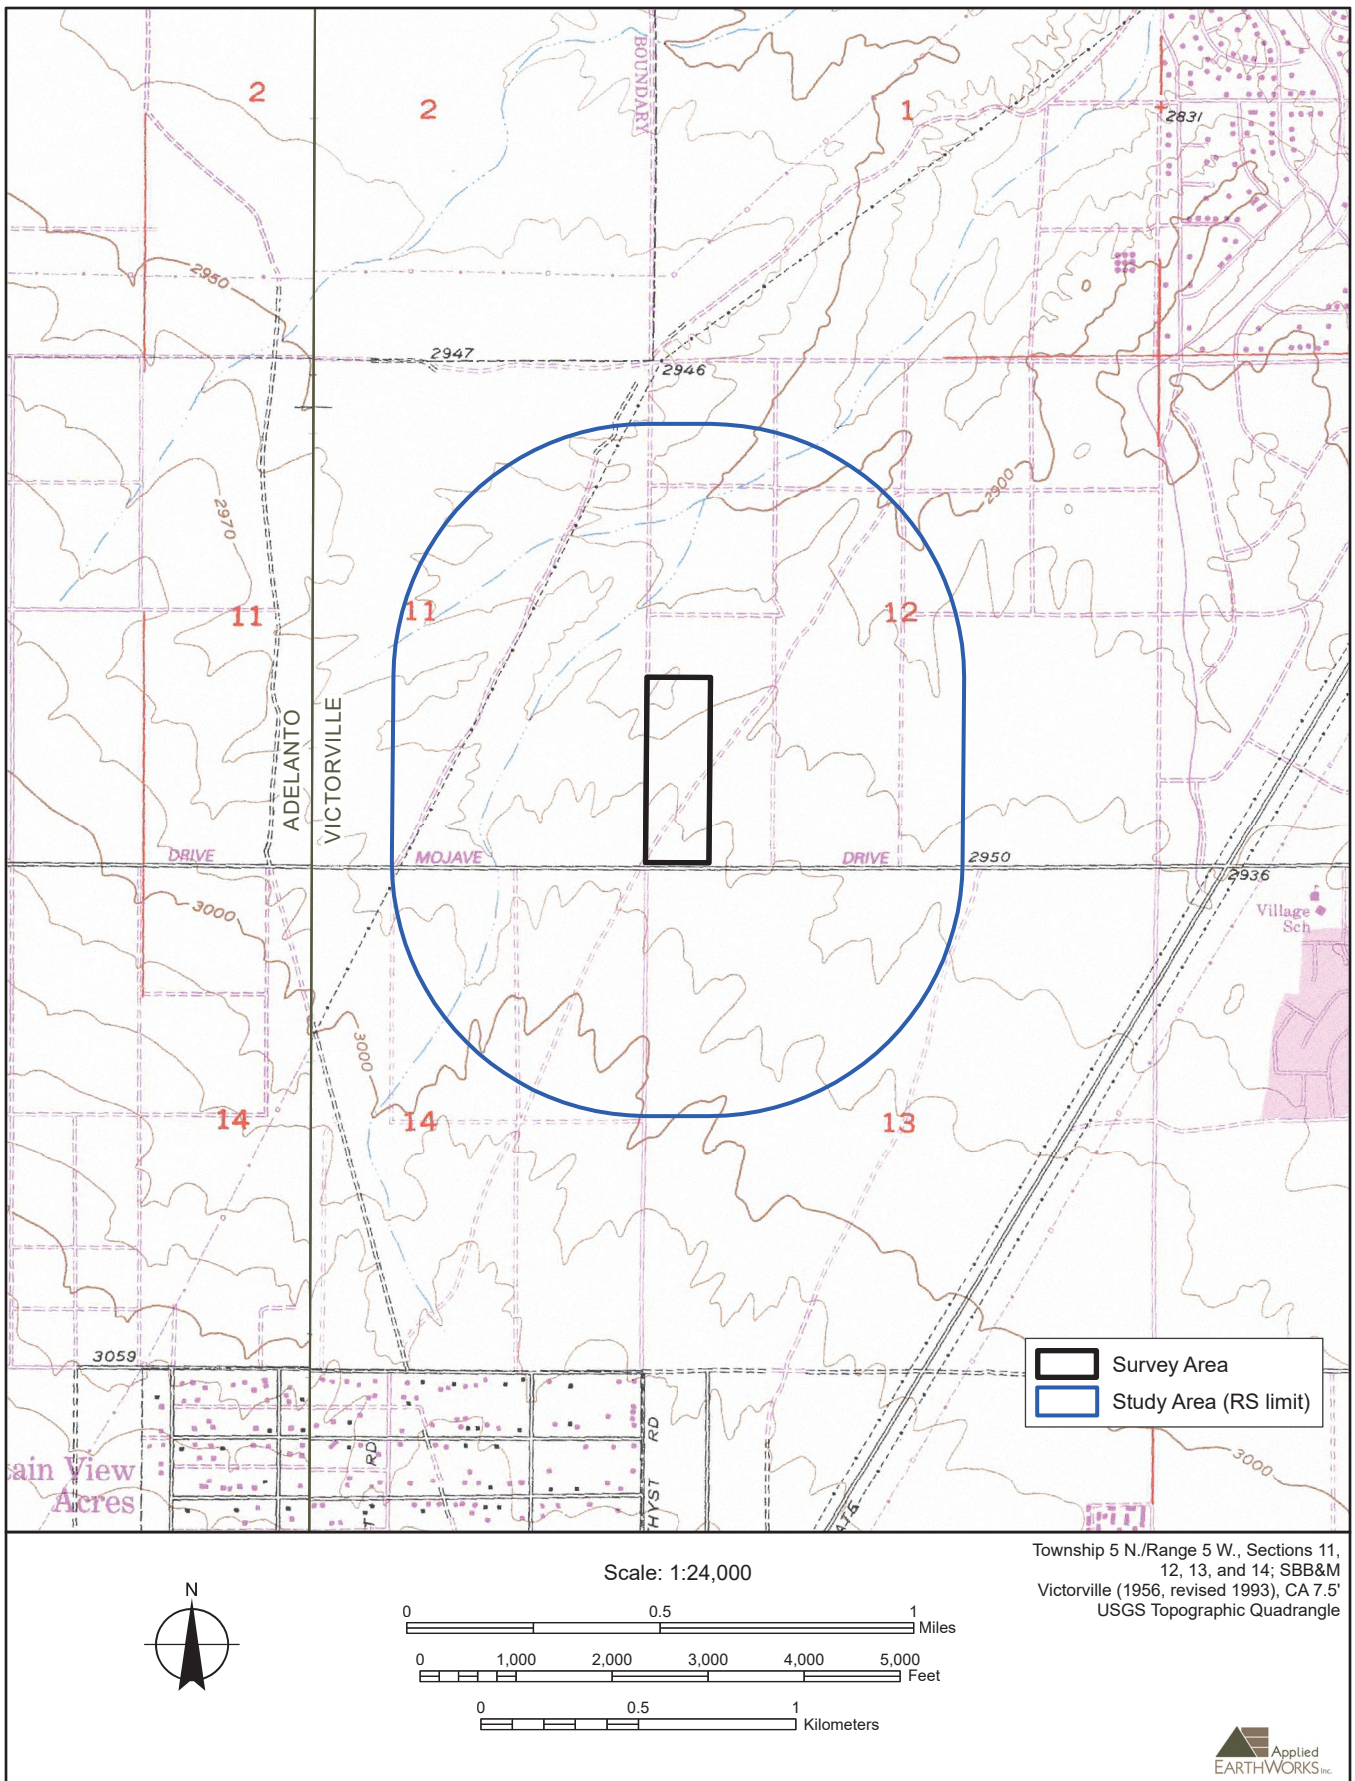 BOUNDARY
2
2
1
2831
2950
2947
2946
2970
2900
11
11
12
ADELANTO
VICTORVILLE
DRIVE
MOJAVE
DRIVE
2950
2936
3000
Village
Sch
3000
14
14
13
3059
Survey Area
Study Area (RS limit)
RD
RD
3000
ain View
Acres
T
HYST
ATS
Scale: 1:24,000
Township 5 N./Range 5 W., Sections 11,
12, 13, and 14; SBB&M
Victorville (1956, revised 1993), CA 7.5'
USGS Topographic Quadrangle
N
0 0.5 1
Miles
0 1,000 2,000 3,000 4,000 5,000
Feet
0 0.5 1
Kilometers
Applied
EARTHWORKS Inc.